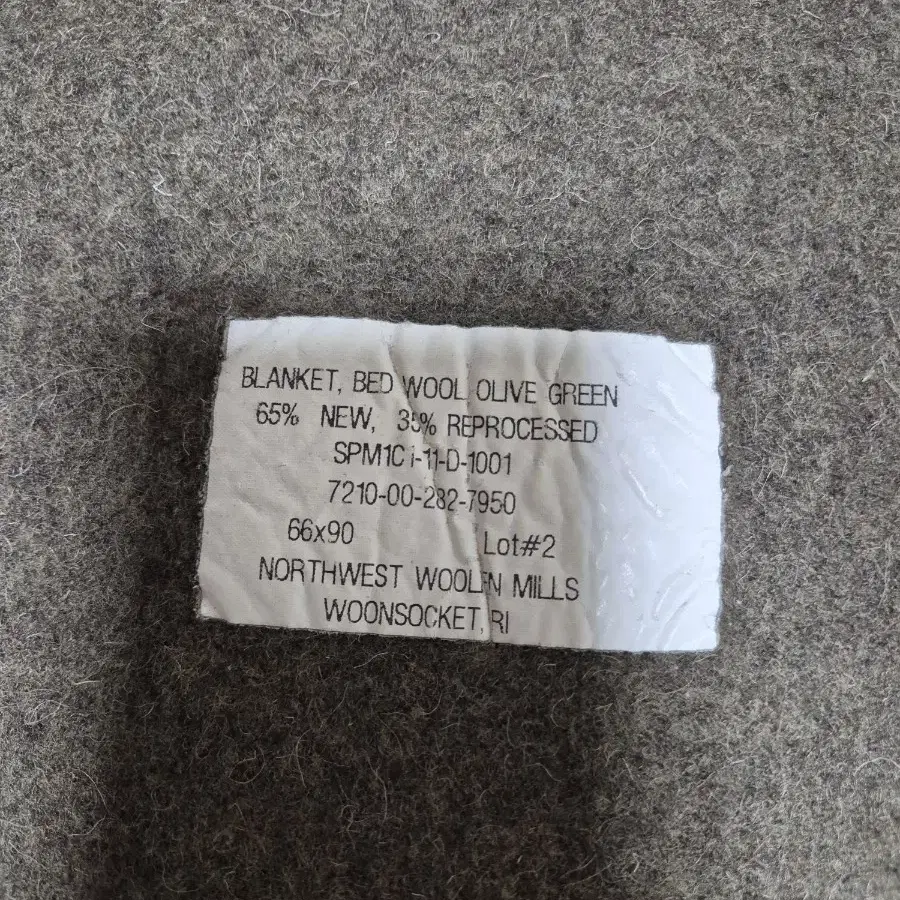 BLANKET, BED WOOL OLIVE GREEN
65% NEW, 35% REPROCESSED
SPM1C1-11-D-1001
7210-00-282-7950
66x90 Lot#2
NORTHWEST WOOLEN MILLS
WOONSOCKET, RI